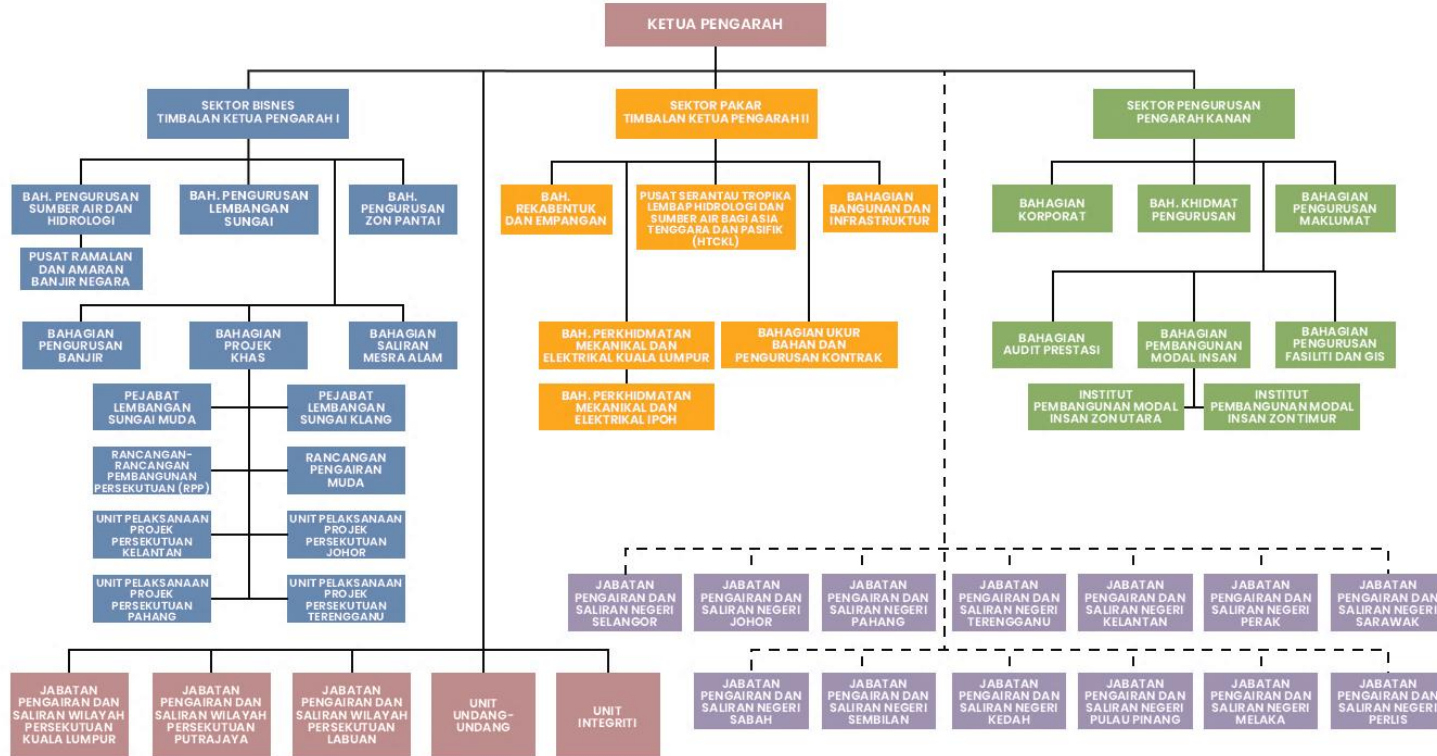 KETUA PENGARAH
SEKTOR BISNES
TIMBALAN KETUA PENGARAH I
SEKTOR PAKAR
TIMBALAN KETUA PENGARAH II
SEKTOR PENGURUSAN
PENGARAH KANAN
BAH. PENGURUSAN
SUMBER AIR DAN
HIDROLOGI
BAH. PENGURUSAN
LEMBANGAN
SUNGAI
BAH.
PENGURUSAN
ZON PANTAI
PUSAT RAMALAN
DAN AMARAN
BANJIR NEGARA
BAHAGIAN
PENGURUSAN
BANJIR
BAHAGIAN
PROJEK
KHAS
BAHAGIAN
SALIRAN
MESRA ALAM
PEJABAT
LEMBANGAN
SUNGAI MUDA
PEJABAT
LEMBANGAN
SUNGAI KLANG
RANCANGAN-
RANCANGAN
PEMBANGUNAN
PERSEKUTUAN (RPP)
RANCANGAN
PENGAIRAN
MUDA
UNIT PELAKSANAAN
PROJEK
PERSEKUTUAN
KELANTAN
UNIT PELAKSANAAN
PROJEK
PERSEKUTUAN
JOHOR
UNIT PELAKSANAAN
PROJEK
PERSEKUTUAN
PAHANG
UNIT PELAKSANAAN
PROJEK
PERSEKUTUAN
TERENGGANU
BAH.
REKABENTUK
DAN EMPANGAN
PUSAT SERANTAU TROPIKA
LEMBAP HIDROLOGI DAN
SUMBER AIR BAGI ASIA
TENGGARA DAN PASIFIK
(HTCKL)
BAHAGIAN
BANGUNAN DAN
INFRASTRUKTUR
BAH. PERKHIDMATAN
MEKANIKAL DAN
ELEKTRIKAL KUALA LUMPUR
BAHAGIAN UKUR
BAHAN DAN
PENGURUSAN KONTRAK
BAH. PERKHIDMATAN
MEKANIKAL DAN
ELEKTRIKAL IPOH
BAHAGIAN
KORPORAT
BAH. KHIDMAT
PENGURUSAN
BAHAGIAN
PENGURUSAN
MAKLUMAT
BAHAGIAN
AUDIT PRESTASI
BAHAGIAN
PEMBANGUNAN
MODAL INSAN
BAHAGIAN
PENGURUSAN
FASILITI DAN GIS
INSTITUT
PEMBANGUNAN MODAL
INSAN ZON UTARA
INSTITUT
PEMBANGUNAN MODAL
INSAN ZON TIMUR
JABATAN
PENGAIRAN DAN
SALIRAN NEGERI
SELANGOR
JABATAN
PENGAIRAN DAN
SALIRAN NEGERI
JOHOR
JABATAN
PENGAIRAN DAN
SALIRAN NEGERI
PAHANG
JABATAN
PENGAIRAN DAN
SALIRAN NEGERI
TERENGGANU
JABATAN
PENGAIRAN DAN
SALIRAN NEGERI
KELANTAN
JABATAN
PENGAIRAN DAN
SALIRAN NEGERI
PERAK
JABATAN
PENGAIRAN DAN
SALIRAN NEGERI
SARAWAK
JABATAN
PENGAIRAN DAN
SALIRAN NEGERI
SABAH
JABATAN
PENGAIRAN DAN
SALIRAN NEGERI
SEMBILAN
JABATAN
PENGAIRAN DAN
SALIRAN NEGERI
KEDAH
JABATAN
PENGAIRAN DAN
SALIRAN NEGERI
PULAU PINANG
JABATAN
PENGAIRAN DAN
SALIRAN NEGERI
MELAKA
JABATAN
PENGAIRAN DAN
SALIRAN NEGERI
PERLIS
JABATAN
PENGAIRAN DAN
SALIRAN WILAYAH
PERSEKUTUAN
KUALA LUMPUR
JABATAN
PENGAIRAN DAN
SALIRAN WILAYAH
PERSEKUTUAN
PUTRAJAYA
JABATAN
PENGAIRAN DAN
SALIRAN WILAYAH
PERSEKUTUAN
LABUAN
UNIT
UNDANG-
UNDANG
UNIT
INTEGRITI